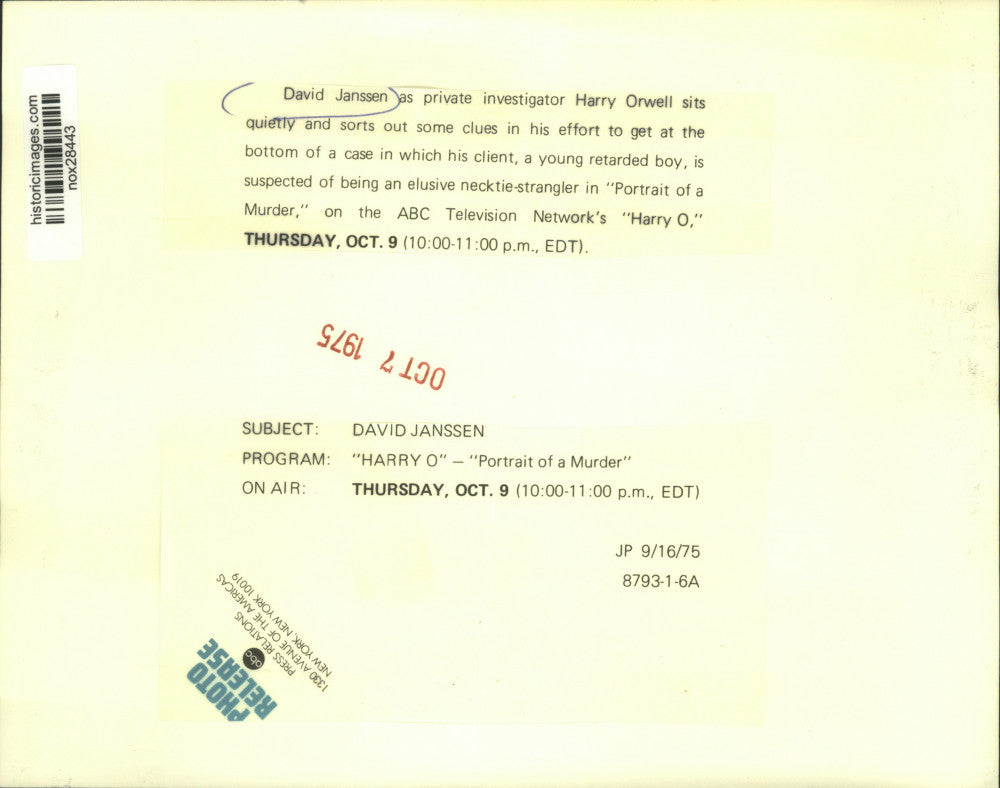 historicimages.com
nox28443
David Janssen as private investigator Harry Orwell sits
quietly and sorts out some clues in his effort to get at the
bottom of a case in which his client, a young retarded boy, is
suspected of being an elusive necktie-strangler in "Portrait of a
Murder," on the ABC Television Network's "Harry O,"
THURSDAY, OCT. 9 (10:00-11:00 p.m., EDT).
OCT 7 1975
SUBJECT: DAVID JANSSEN
PROGRAM: "HARRY O" – "Portrait of a Murder"
ON AIR: THURSDAY, OCT. 9 (10:00-11:00 p.m., EDT)
JP 9/16/75
8793-1-6A
PHOTO
RELEASE
abc
PRESS RELATIONS
1330 AVENUE OF THE AMERICAS
NEW YORK, NEW YORK 10019